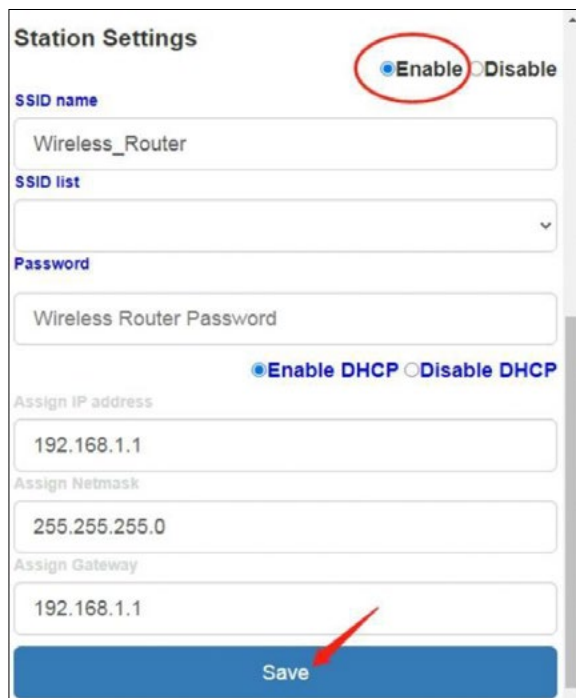 Station Settings
Enable Disable
SSID name
Wireless_Router
SSID list
Password
Wireless Router Password
Enable DHCP Disable DHCP
Assign IP address
192.168.1.1
Assign Netmask
255.255.255.0
Assign Gateway
192.168.1.1
Save